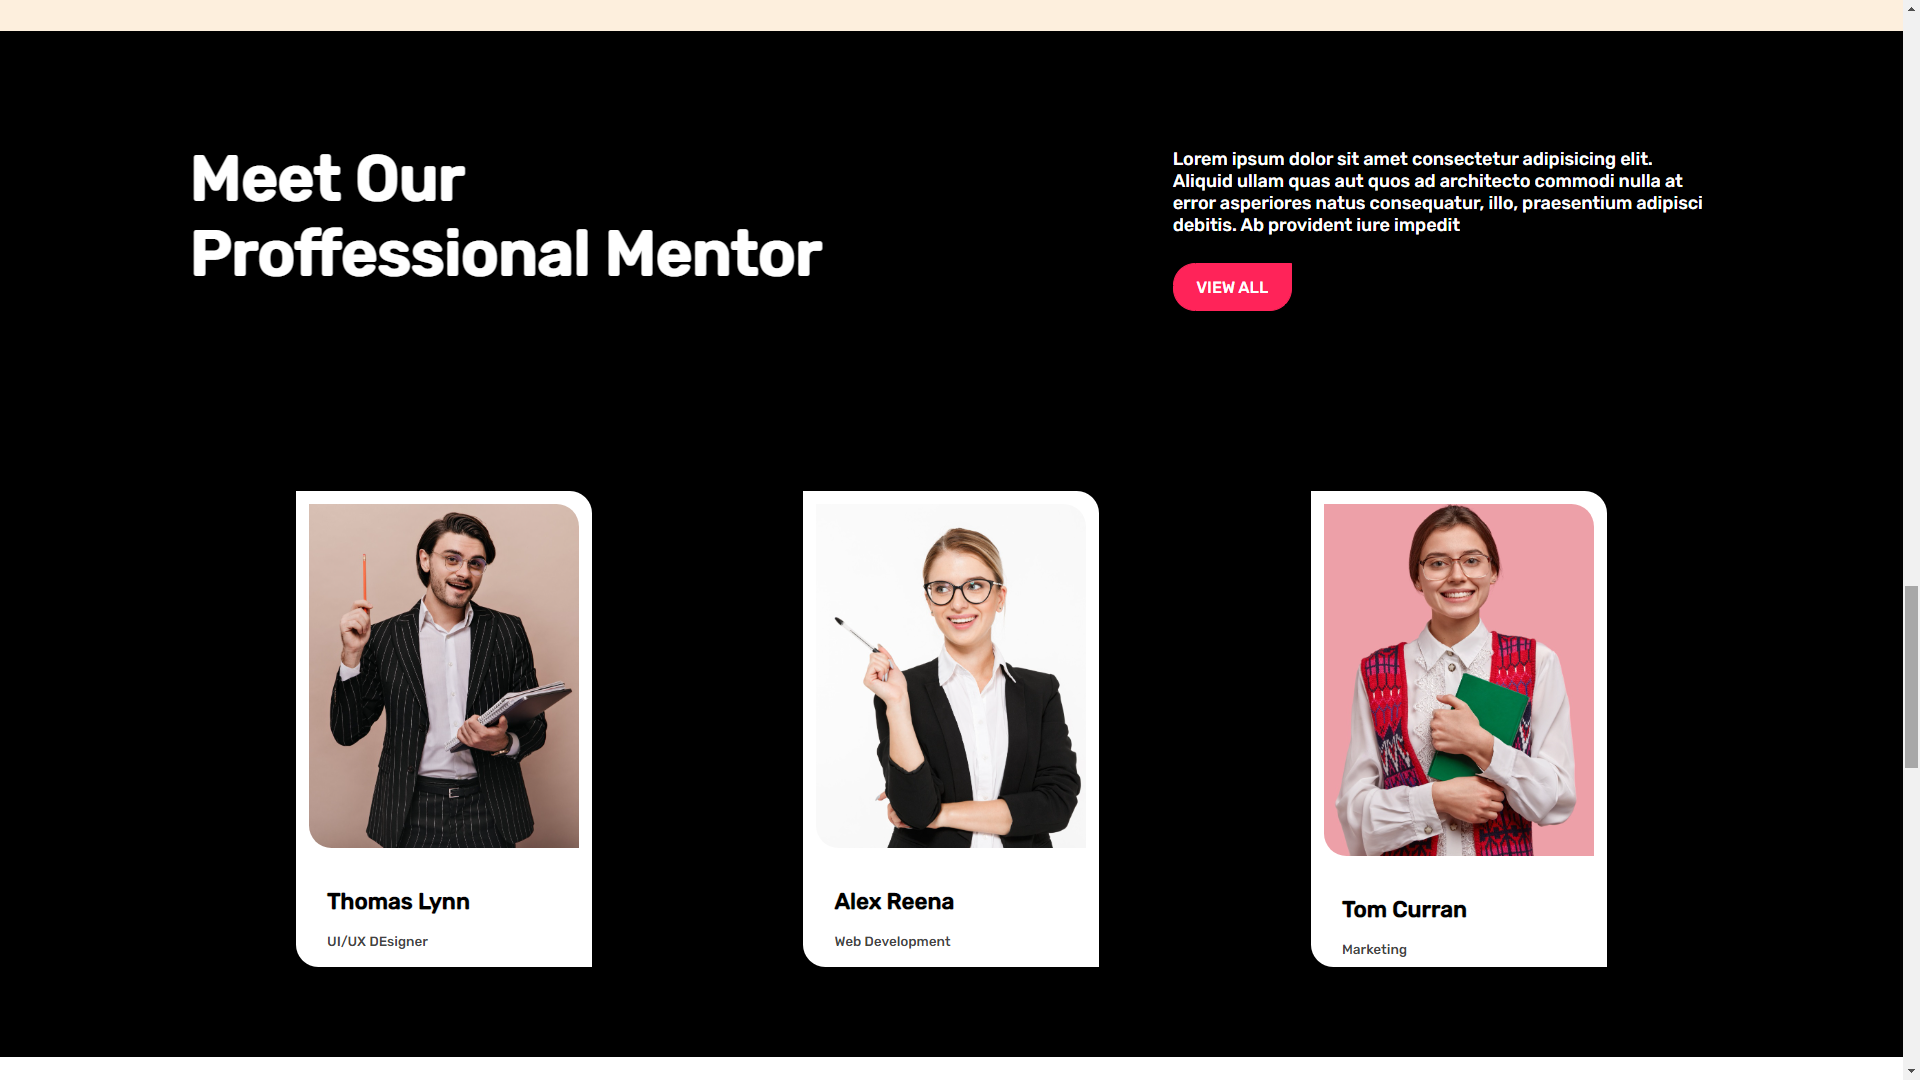 Meet Our
Proffessional Mentor
Lorem ipsum dolor sit amet consectetur adipisicing elit.
Aliquid ullam quas aut quos ad architecto commodi nulla at
error asperiores natus consequatur, illo, praesentium adipisci
debitis. Ab provident iure impedit
VIEW ALL
Thomas Lynn
UI/UX DEsigner
Alex Reena
Web Development
Tom Curran
Marketing